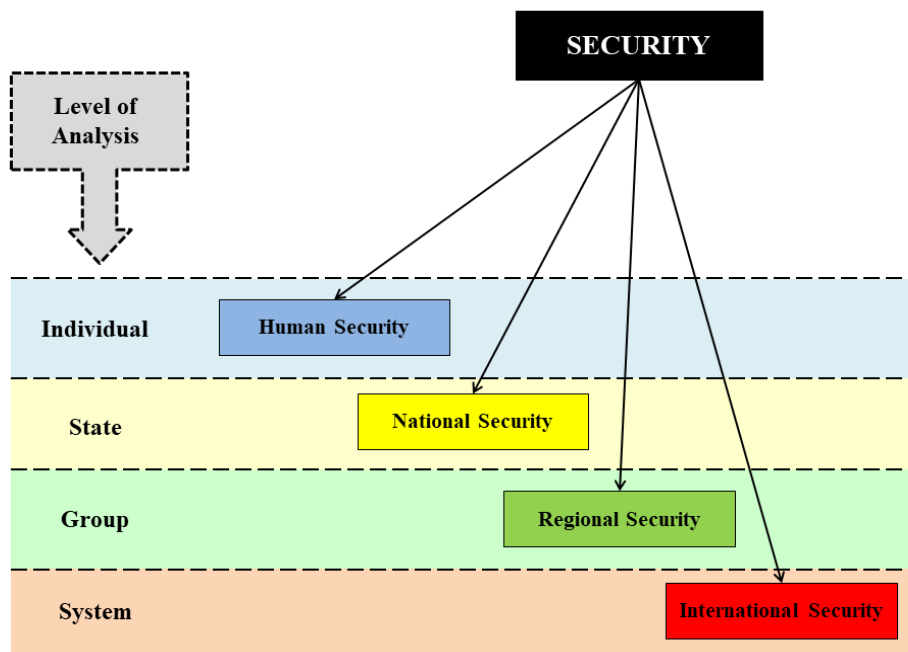 SECURITY
Level of
Analysis
Individual
Human Security
State
National Security
Group
Regional Security
System
International Security